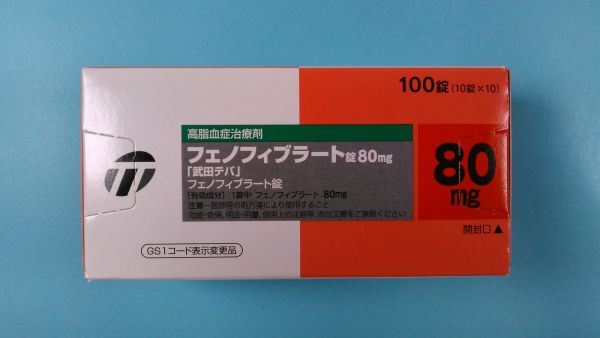 100錠(10錠×10)
高脂血症治療剤
フェノフィブラート錠80mg
「武田テバ」
フェノフィブラート錠
〔有効成分〕 1錠中 フェノフィブラート 80mg
注意-医師等の処方箋により使用すること
効能・効果、用法・用量、使用上の注意等:添付文書をご参照ください
80
mg
開封口▲
GS1コード表示変更品